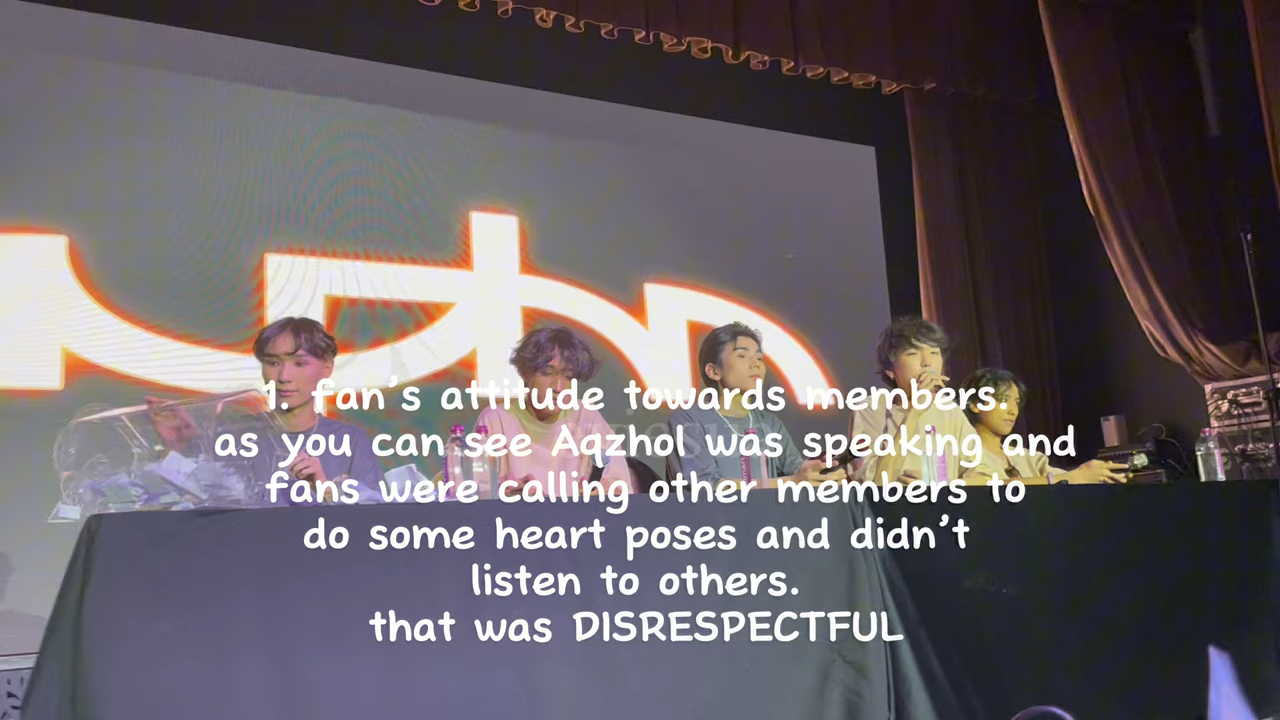 1. fan's attitude towards members.
as you can see Aqzhol was speaking and
fans were calling other members to
do some heart poses and didn't
listen to others.
that was DISRESPECTFUL